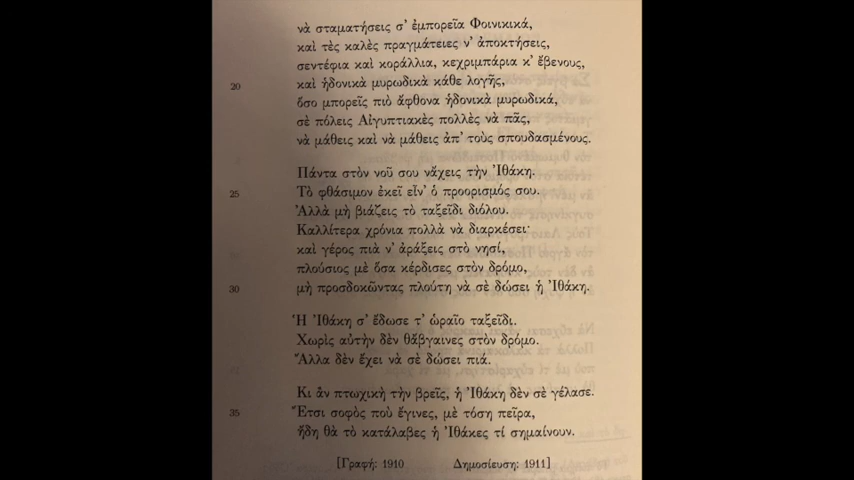 νὰ σταματήσεις σ' ἐμπορεῖα Φοινικικά,
καὶ τὲς καλὲς πραγμάτειες ν' ἀποκτήσεις,
σεντέφια καὶ κοράλλια, κεχριμπάρια κ' ἔβενους,
20 καὶ ἡδονικὰ μυρωδικὰ κάθε λογῆς,
ὅσο μπορεῖς πιὸ ἄφθονα ἡδονικὰ μυρωδικά,
σὲ πόλεις Αἰγυπτιακὲς πολλὲς νὰ πᾶς,
νὰ μάθεις καὶ νὰ μάθεις ἀπ' τοὺς σπουδασμένους.
Πάντα στὸν νοῦ σου νἄχεις τὴν Ἰθάκη.
25 Τὸ φθάσιμον ἐκεῖ εἶν' ὁ προορισμός σου.
Ἀλλὰ μὴ βιάζεις τὸ ταξεῖδι διόλου.
Καλλίτερα χρόνια πολλὰ νὰ διαρκέσει·
καὶ γέρος πιὰ ν' ἀράξεις στὸ νησί,
πλούσιος μὲ ὅσα κέρδισες στὸν δρόμο,
30 μὴ προσδοκῶντας πλούτη νὰ σὲ δώσει ἡ Ἰθάκη.
Ἡ Ἰθάκη σ' ἔδωσε τ' ὡραῖο ταξεῖδι.
Χωρὶς αὐτὴν δὲν θἄβγαινες στὸν δρόμο.
Ἄλλα δὲν ἔχει νὰ σὲ δώσει πιά.
Κι ἂν πτωχικὴ τὴν βρεῖς, ἡ Ἰθάκη δὲν σὲ γέλασε.
35 Ἔτσι σοφὸς ποὺ ἔγινες, μὲ τόση πεῖρα,
ἤδη θὰ τὸ κατάλαβες ἡ Ἰθάκες τί σημαίνουν.
[Γραφή: 1910 Δημοσίευση: 1911]